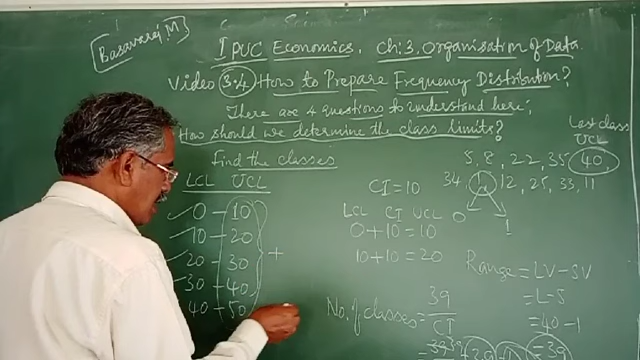 Basavaraj M
I PUC Economics. Ch:3. Organisation of Data
Video 3.4 How to Prepare Frequency Distribution?
There are 4 questions to understand here:
How should we determine the class limits?
Find the classes
LCL UCL
0 - 10
10 - 20
20 - 30
30 - 40
40 - 50
+
CI = 10
LCL CI UCL
0 + 10 = 10
10 + 10 = 20
No. of classes = 39
CI
Last class
UCL
5, 8, 22, 35 40,
34, 1, 12, 25, 33, 11
0 1
Range = LV - SV
= L - S
= 40 - 1
= 39